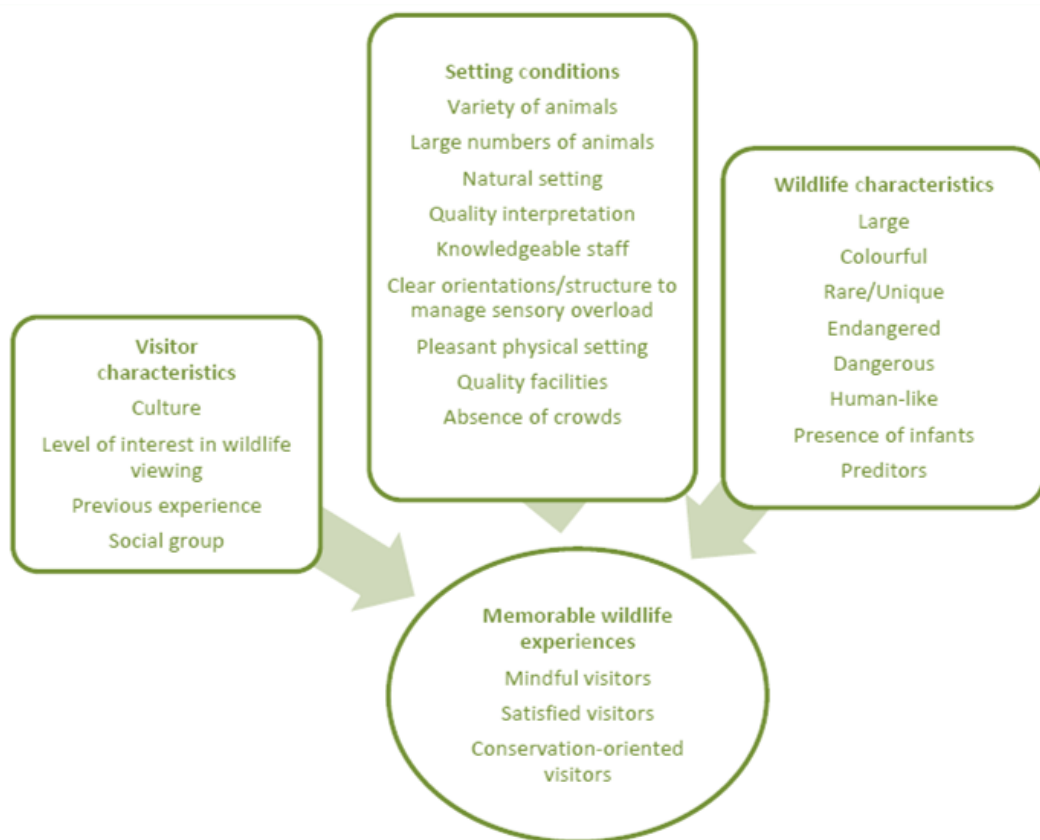 Setting conditions
Variety of animals
Large numbers of animals
Natural setting
Quality interpretation
Knowledgeable staff
Clear orientations/structure to
manage sensory overload
Pleasant physical setting
Quality facilities
Absence of crowds
Wildlife characteristics
Large
Colourful
Rare/Unique
Endangered
Dangerous
Human-like
Presence of infants
Preditors
Visitor
characteristics
Culture
Level of interest in wildlife
viewing
Previous experience
Social group
Memorable wildlife
experiences
Mindful visitors
Satisfied visitors
Conservation-oriented
visitors